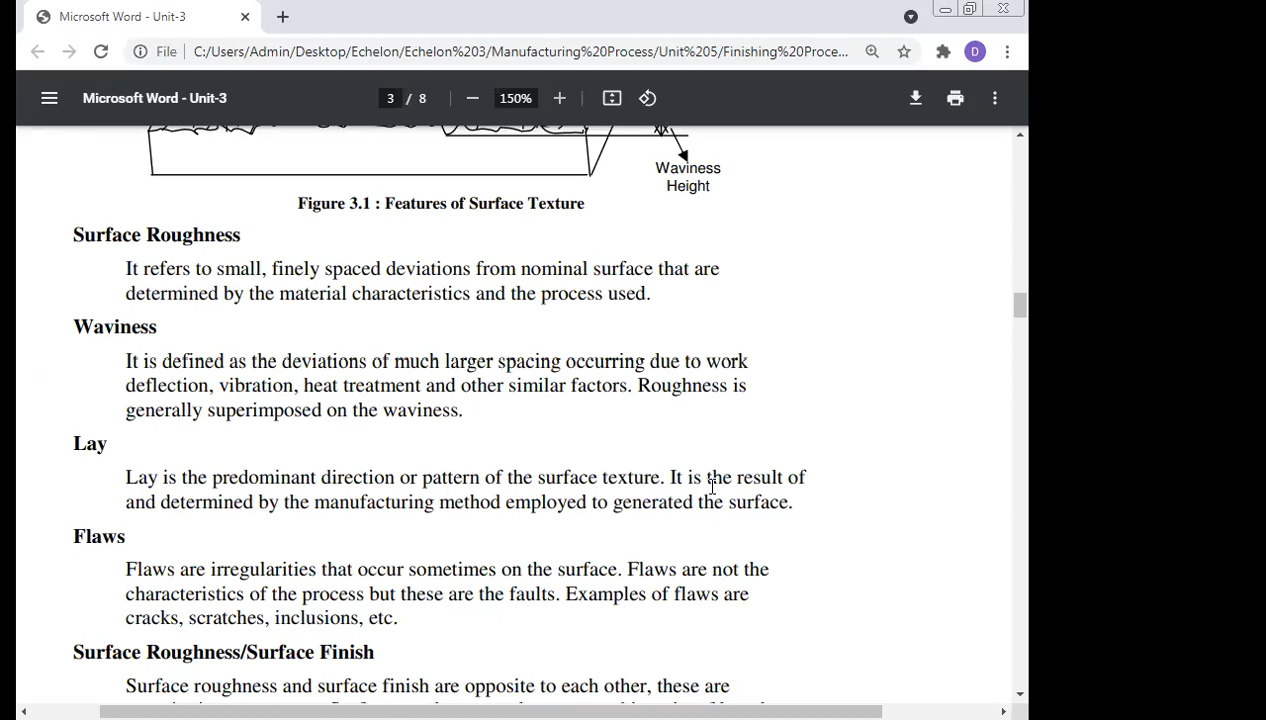 Microsoft Word - Unit-3
File
C:/Users/Admin/Desktop/Echelon/Echelon%203/Manufacturing%20Process/Unit%205/Finishing%20Proce...
D
Microsoft Word - Unit-3
3 / 8
150%
Waviness
Height
Figure 3.1 : Features of Surface Texture
Surface Roughness
It refers to small, finely spaced deviations from nominal surface that are
determined by the material characteristics and the process used.
Waviness
It is defined as the deviations of much larger spacing occurring due to work
deflection, vibration, heat treatment and other similar factors. Roughness is
generally superimposed on the waviness.
Lay
Lay is the predominant direction or pattern of the surface texture. It is the result of
and determined by the manufacturing method employed to generated the surface.
Flaws
Flaws are irregularities that occur sometimes on the surface. Flaws are not the
characteristics of the process but these are the faults. Examples of flaws are
cracks, scratches, inclusions, etc.
Surface Roughness/Surface Finish
Surface roughness and surface finish are opposite to each other, these are